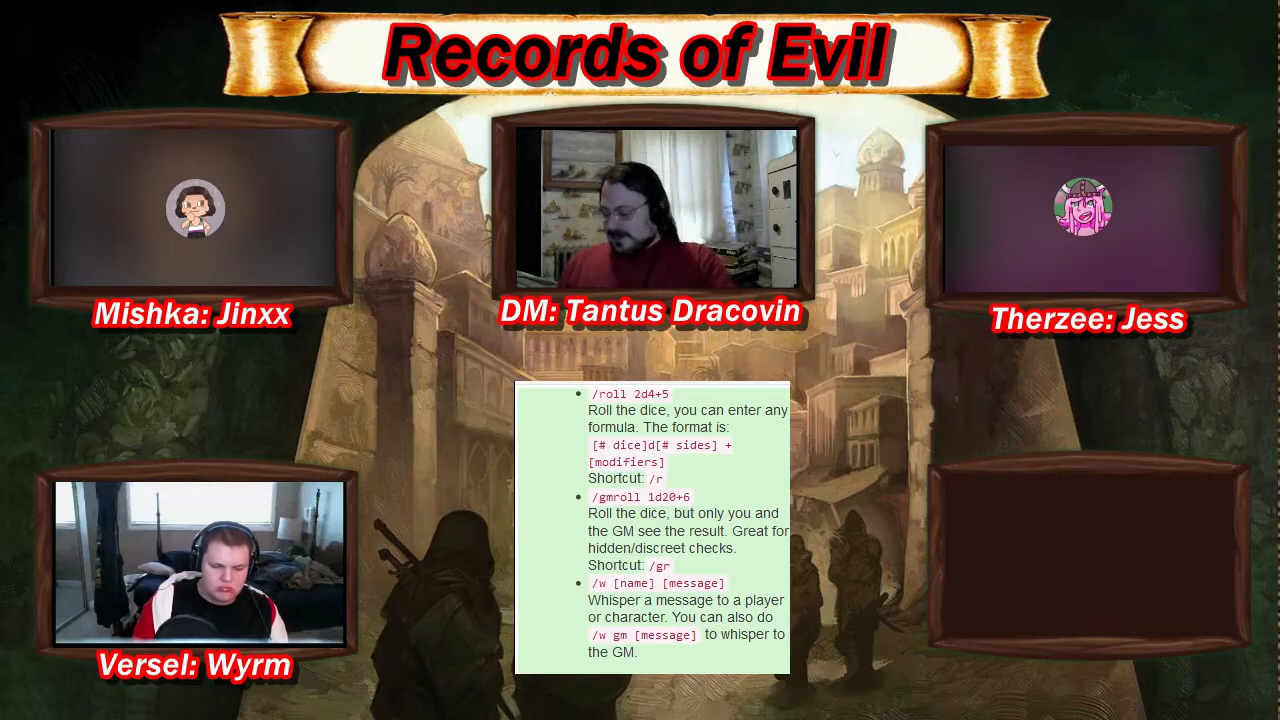 Records of Evil
Mishka: Jinxx
DM: Tantus Dracovin
Therzee: Jess
/roll 2d4+5
Roll the dice, you can enter any
formula. The format is:
[# dice]d[# sides] +
[modifiers]
Shortcut: /r
/gmroll 1d20+6
Roll the dice, but only you and
the GM see the result. Great for
hidden/discreet checks.
Shortcut: /gr
/w [name] [message]
Whisper a message to a player
or character. You can also do
/w gm [message] to whisper to
the GM.
Versel: Wyrm